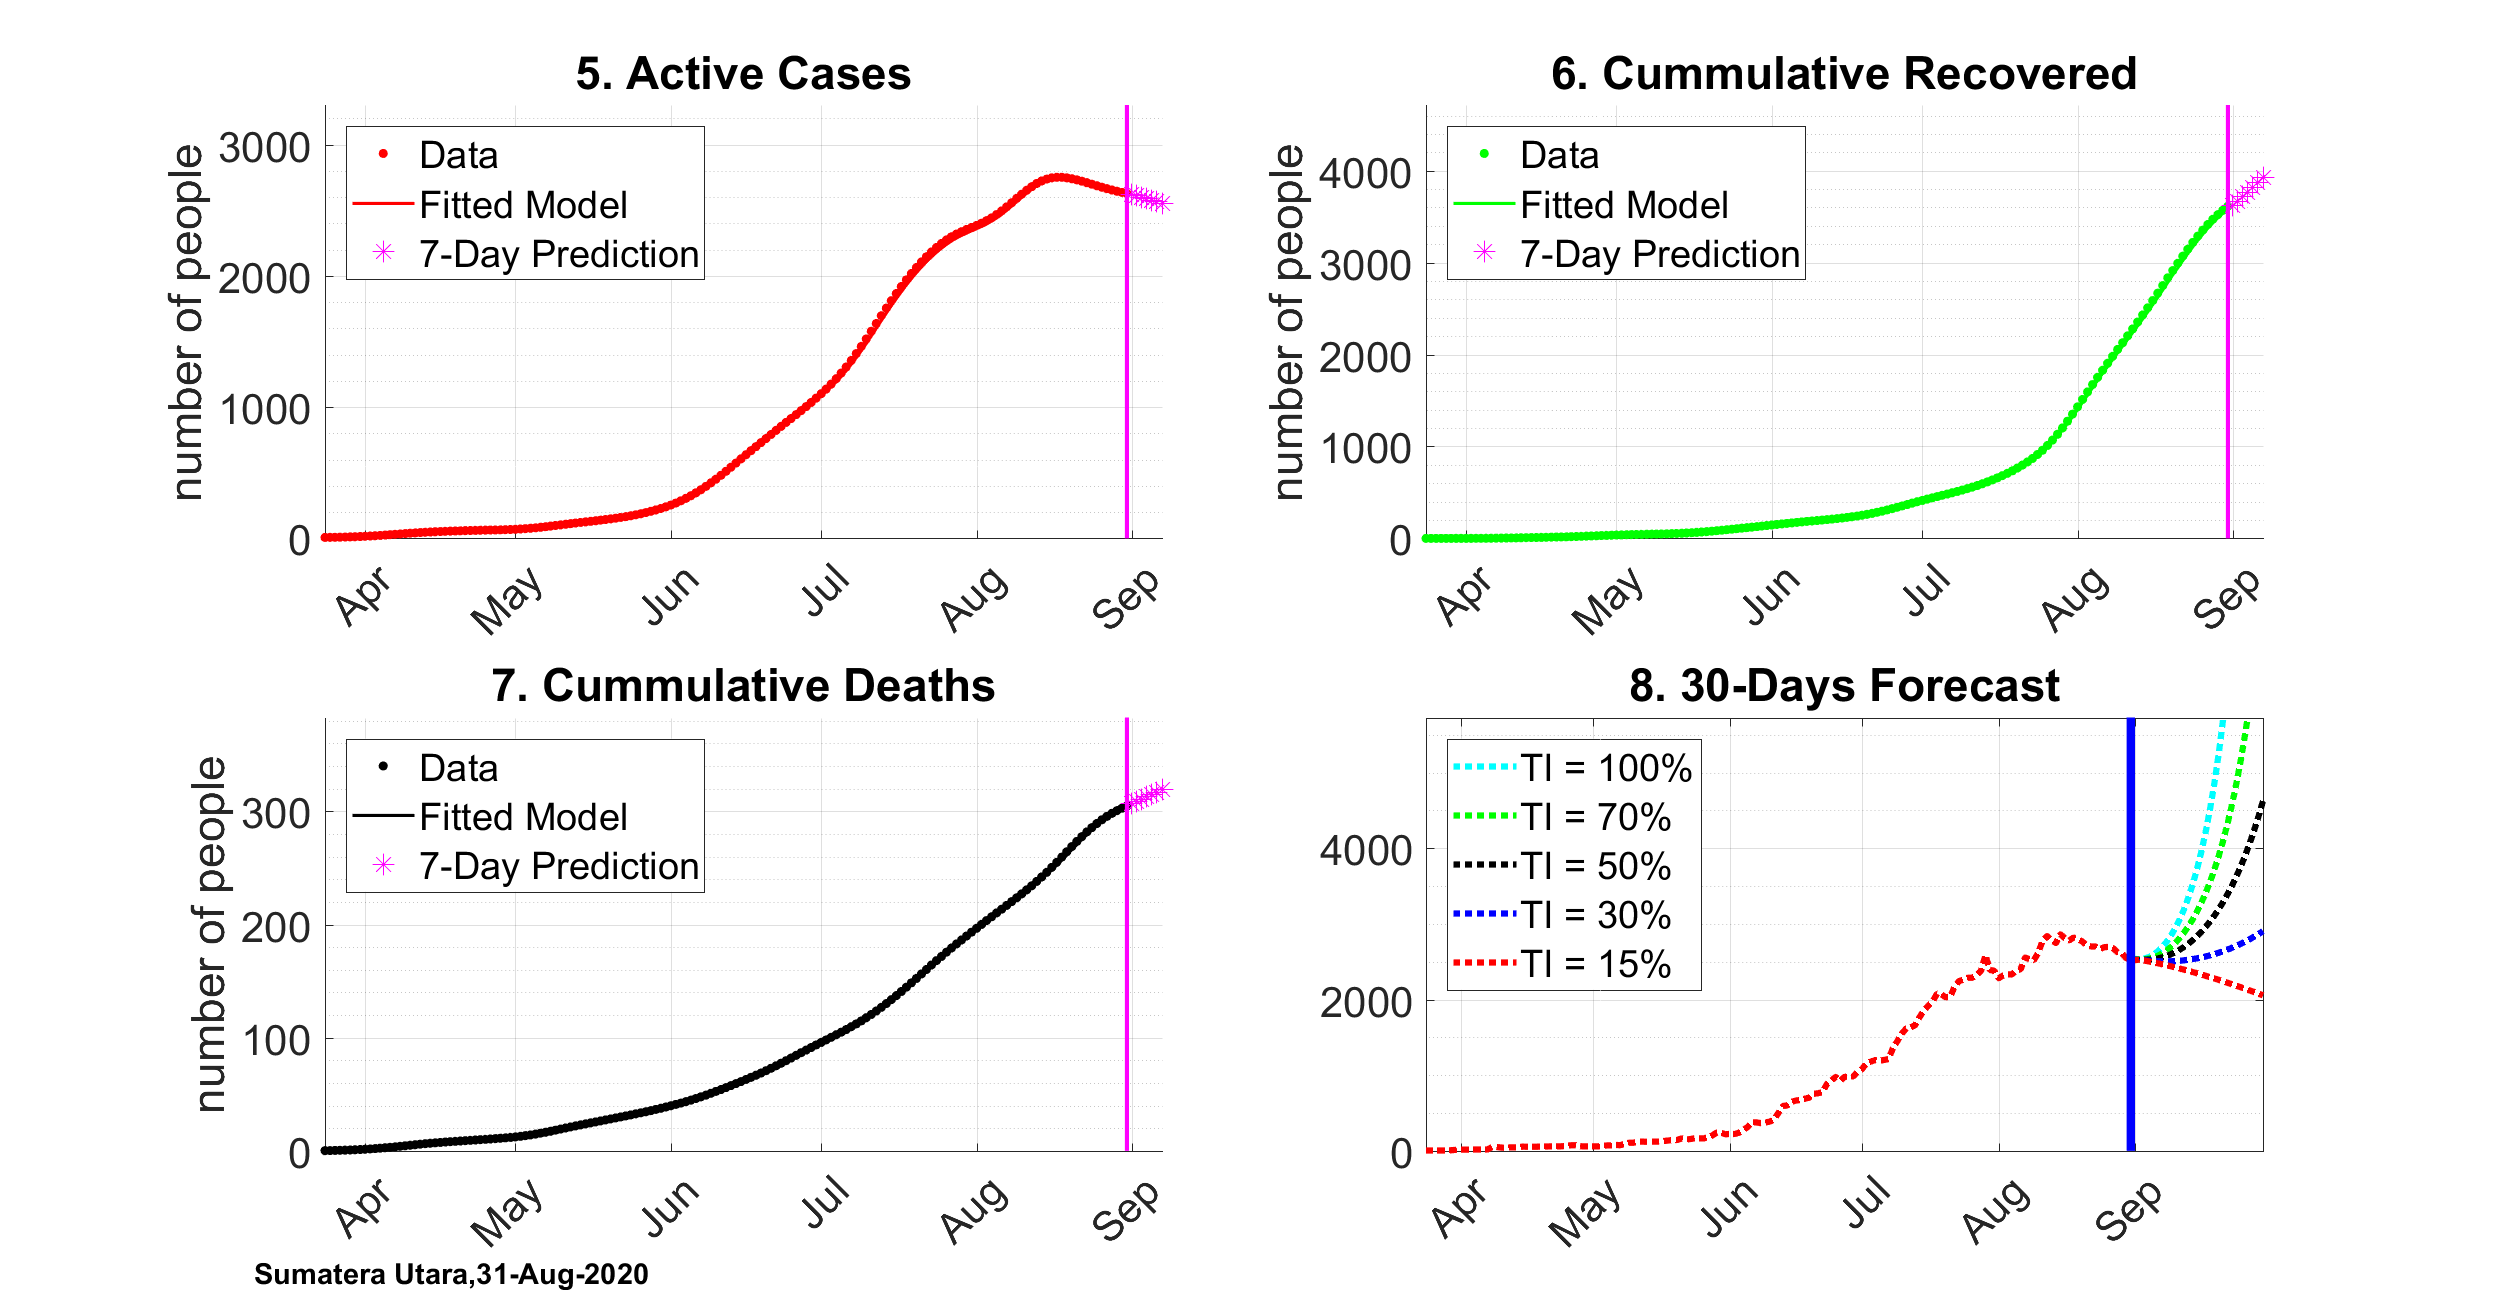 5. Active Cases
number of people
3000
2000
1000
0
Data
Fitted Model
7-Day Prediction
Apr
May
Jun
Jul
Aug
Sep
6. Cummulative Recovered
number of people
4000
3000
2000
1000
0
Data
Fitted Model
7-Day Prediction
Apr
May
Jun
Jul
Aug
Sep
7. Cummulative Deaths
number of people
300
200
100
0
Data
Fitted Model
7-Day Prediction
Apr
May
Jun
Jul
Aug
Sep
8. 30-Days Forecast
4000
2000
0
TI = 100%
TI = 70%
TI = 50%
TI = 30%
TI = 15%
Apr
May
Jun
Jul
Aug
Sep
Sumatera Utara,31-Aug-2020